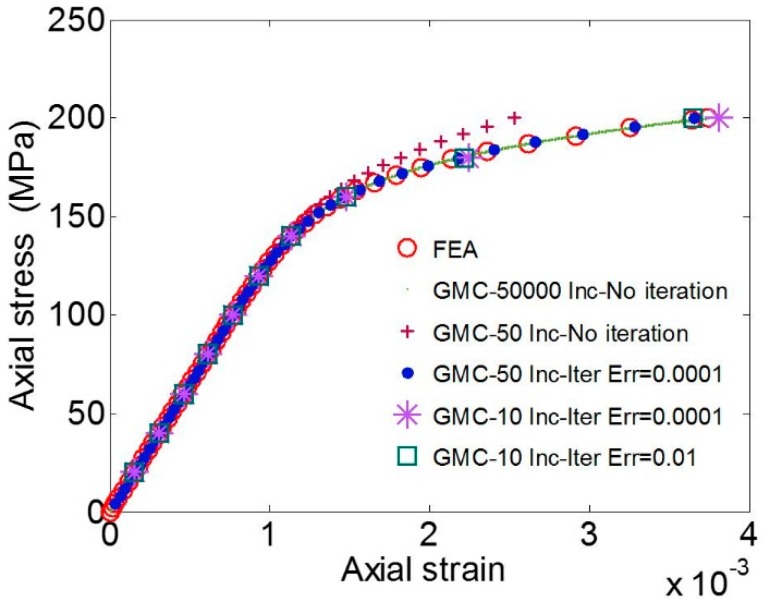 250
200
150
100
50
0
Axial stress (MPa)
FEA
GMC-50000 Inc-No iteration
GMC-50 Inc-No iteration
GMC-50 Inc-Iter Err=0.0001
GMC-10 Inc-Iter Err=0.0001
GMC-10 Inc-Iter Err=0.01
0 1 2 3 4
Axial strain
x 10⁻³